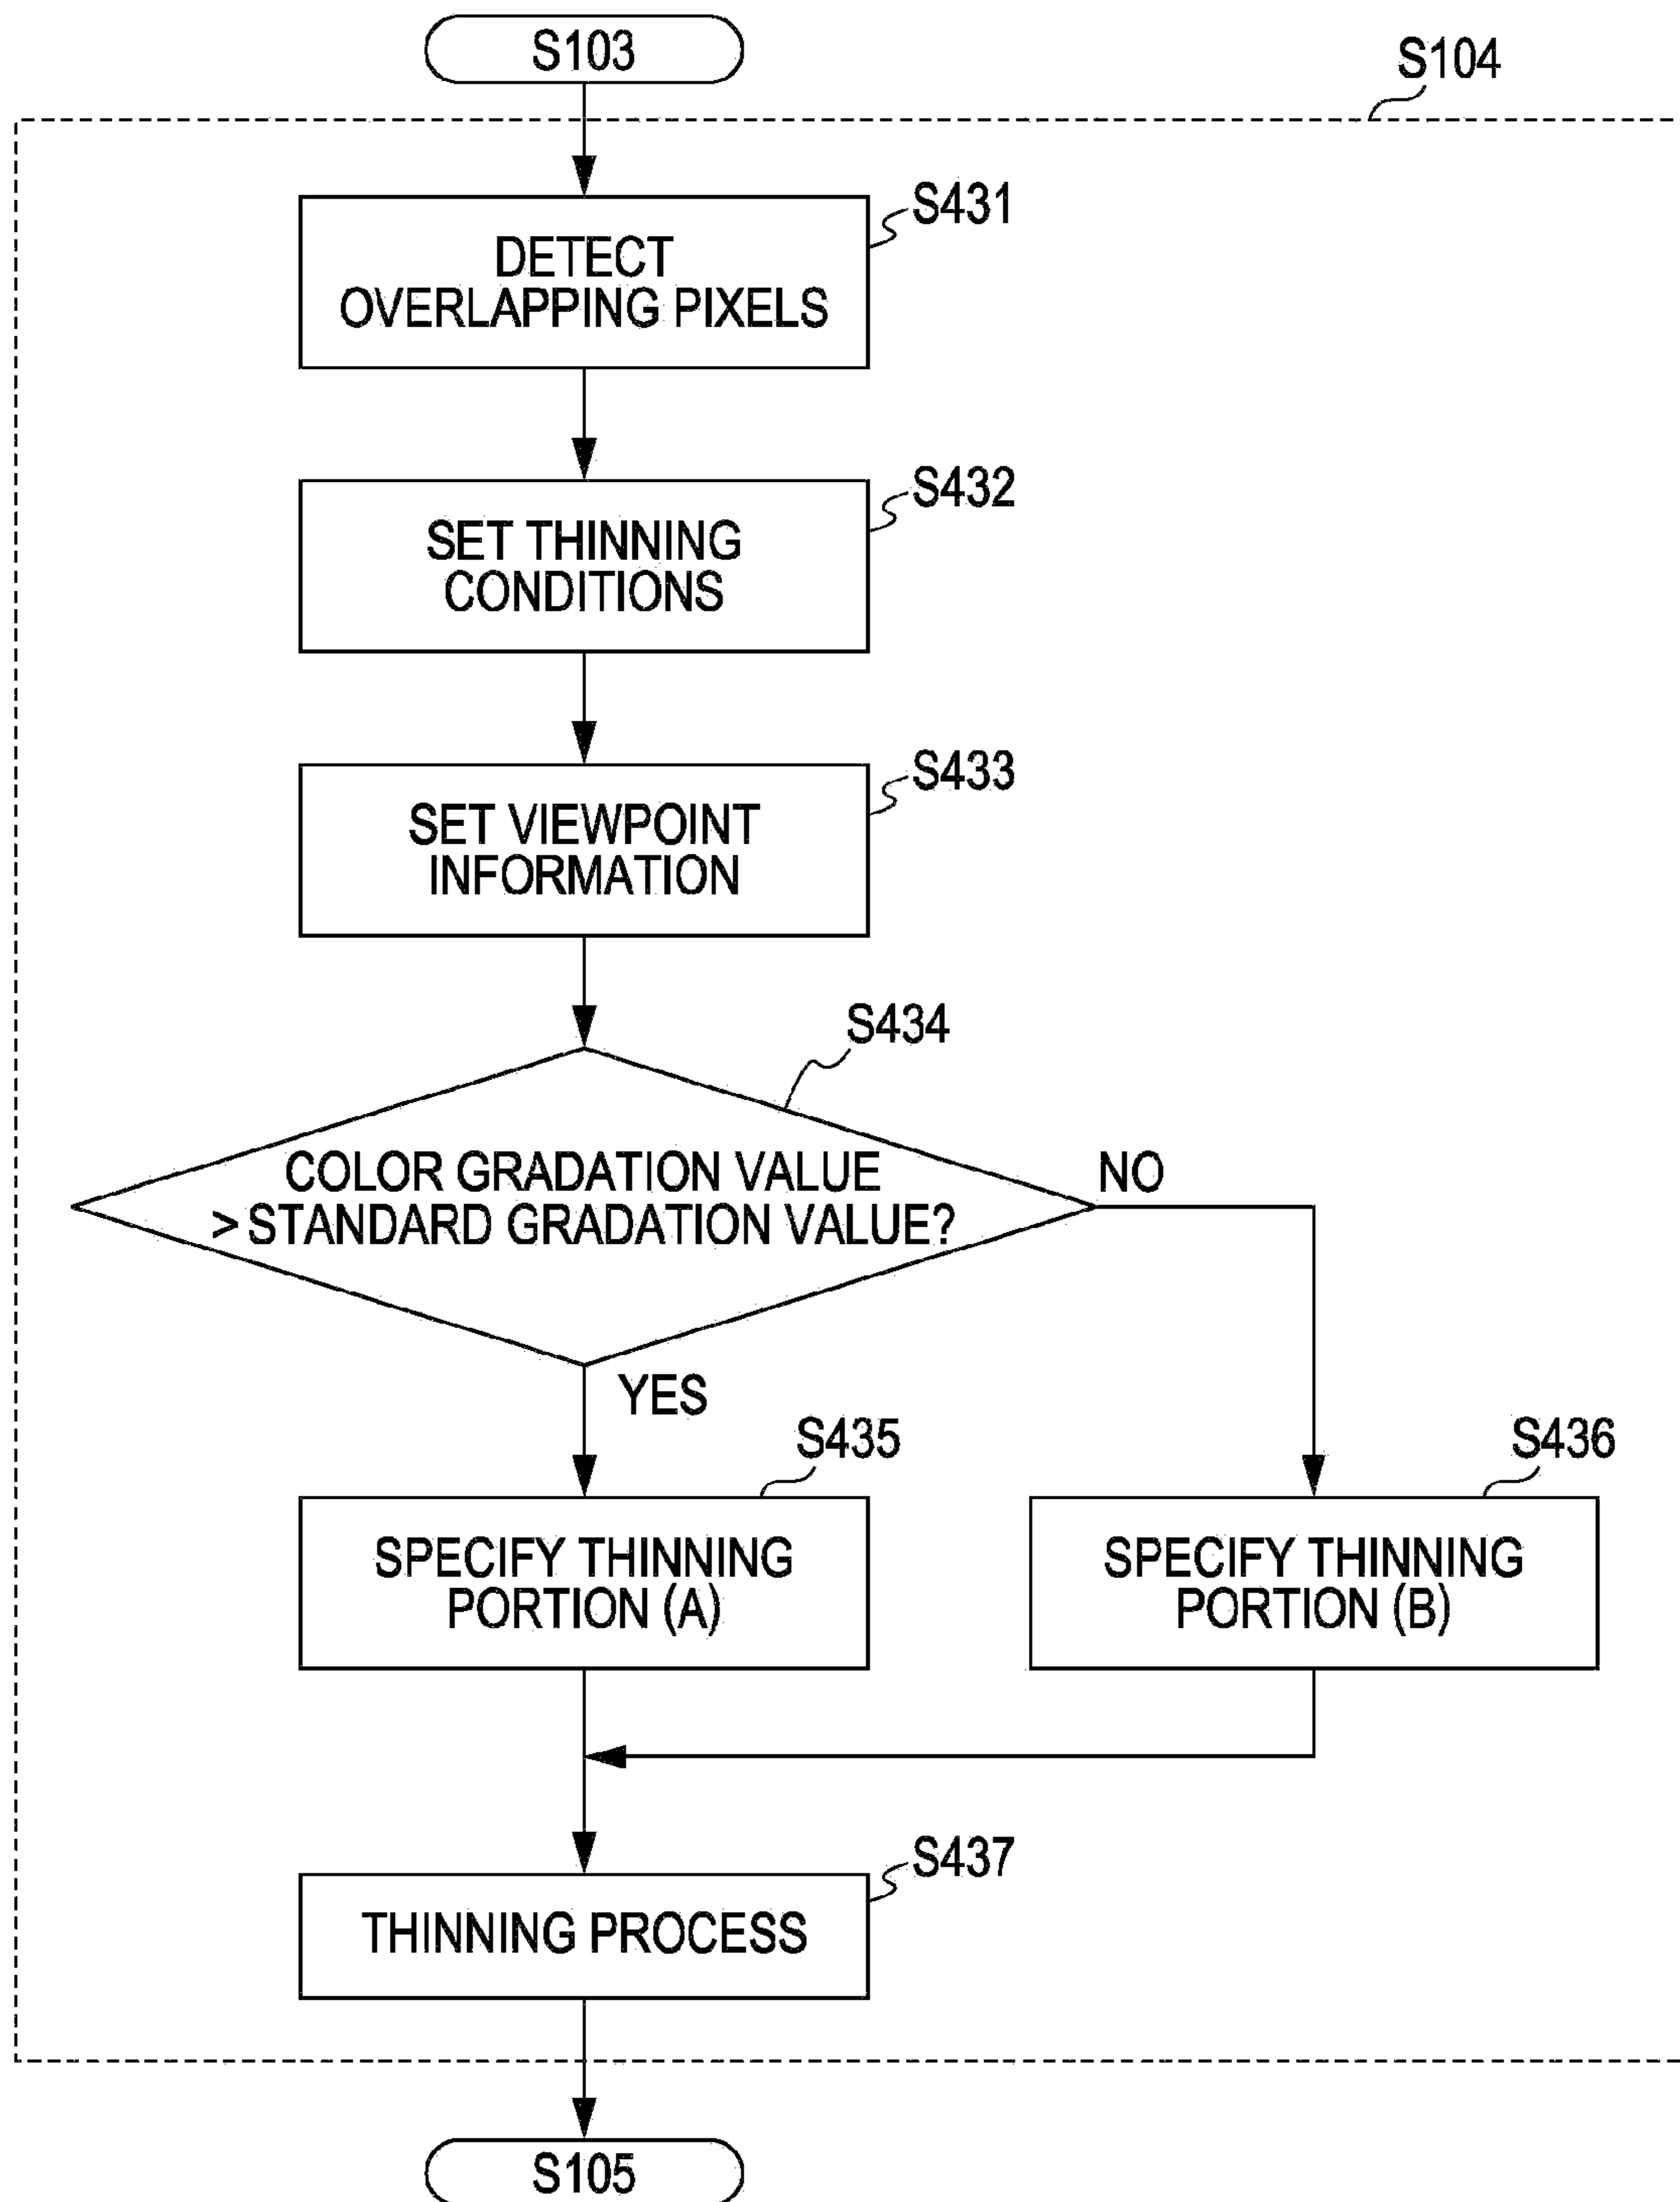 S103
S104
S431
DETECT
OVERLAPPING PIXELS
S432
SET THINNING
CONDITIONS
S433
SET VIEWPOINT
INFORMATION
S434
COLOR GRADATION VALUE
> STANDARD GRADATION VALUE?
NO
YES
S435
SPECIFY THINNING
PORTION (A)
S436
SPECIFY THINNING
PORTION (B)
S437
THINNING PROCESS
S105